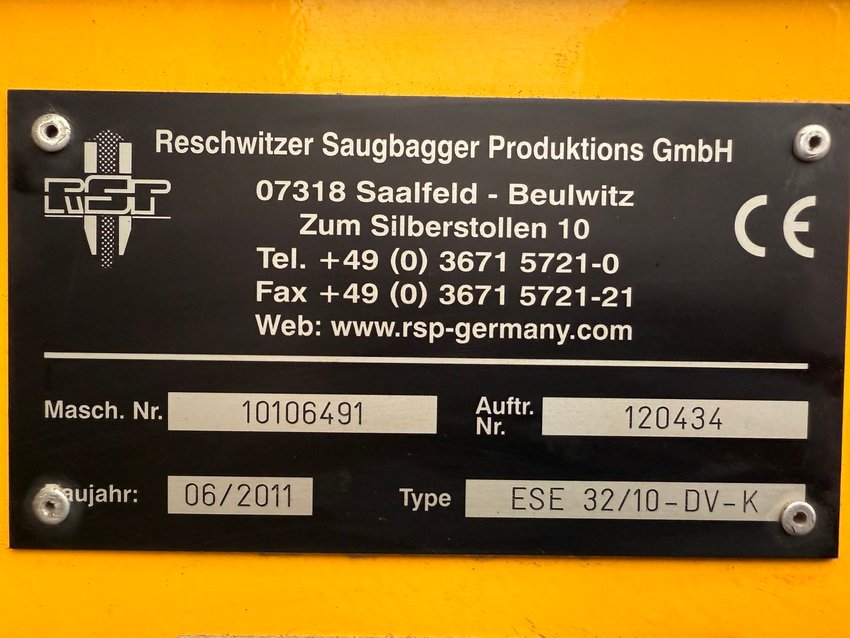 Reschwitzer Saugbagger Produktions GmbH
RSP
07318 Saalfeld - Beulwitz
Zum Silberstollen 10
CE
Tel. +49 (0) 3671 5721-0
Fax +49 (0) 3671 5721-21
Web: www.rsp-germany.com
Masch. Nr. 10106491
Auftr. Nr. 120434
Baujahr: 06/2011
Type ESE 32/10-DV-K